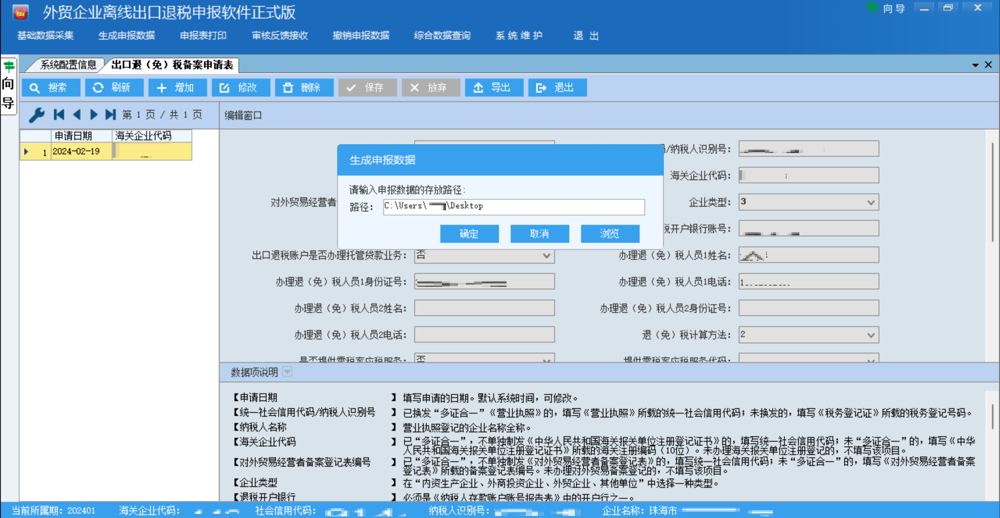 外贸企业离线出口退税申报软件正式版
向导
基础数据采集 生成申报数据 申报表打印 审核反馈接收 撤销申报数据 综合数据查询 系统维护 退出
向导
系统配置信息 出口退（免）税备案申请表
搜索 刷新 增加 修改 删除 保存 放弃 导出 退出
第 1 页 / 共 1 页
编辑窗口
申请日期 海关企业代码
1 2024-02-19
/纳税人识别号：
海关企业代码：
对外贸易经营者
企业类型： 3
税开户银行账号：
生成申报数据
请输入申报数据的存放路径：
路径： C:\Users\ \Desktop
确定 取消 浏览
出口退税账户是否办理托管贷款业务： 否
办理退（免）税人员1姓名：
办理退（免）税人员1身份证号：
办理退（免）税人员1电话： 1
办理退（免）税人员2姓名：
办理退（免）税人员2身份证号：
办理退（免）税人员2电话：
退（免）税计算方法： 2
是否提供零税率应税服务： 否
提供零税率应税服务代码：
数据项说明
【申请日期 】 填写申请的日期。默认系统时间，可修改。
【统一社会信用代码/纳税人识别号 】 已换发“多证合一”《营业执照》的，填写《营业执照》所载的统一社会信用代码；未换发的，填写《税务登记证》所载的税务登记号码。
【纳税人名称 】 营业执照登记的企业名称全称。
【海关企业代码 】 已“多证合一”，不单独制发《中华人民共和国海关报关单位注册登记证书》的，填写统一社会信用代码；未“多证合一”的，填写《中华
人民共和国海关报关单位注册登记证书》所载的海关注册编码（10位）。未办理海关报关单位注册登记的，不填写该项目。
【对外贸易经营者备案登记表编号 】 已“多证合一”，不单独制发《对外贸易经营者备案登记表》的，填写统一社会信用代码；未“多证合一”的，填写《对外贸易经营者备案
登记表》所载的备案登记表编号。未办理对外贸易备案登记的，不填写该项目。
【企业类型 】 在“内资生产企业、外商投资企业、外贸企业、其他单位”中选择一种类型。
【退税开户银行 】 必须是《纳税人存款账户账号报告表》中的开户行之一。
当前所属期：202401 海关企业代码： 社会信用代码： 纳税人识别号： 企业名称：珠海市